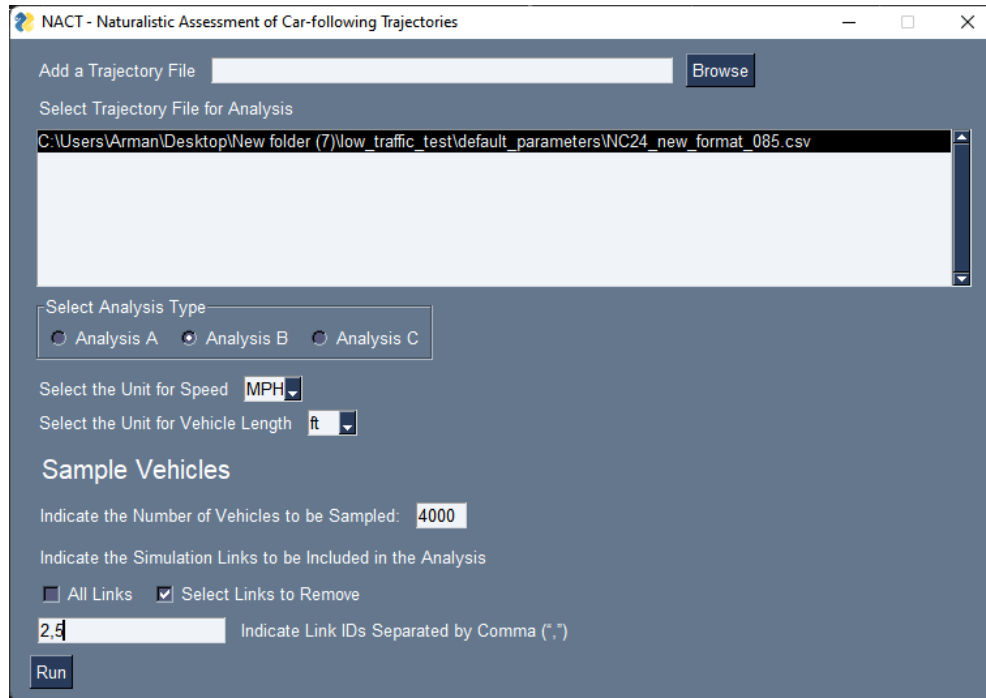 NACT - Naturalistic Assessment of Car-following Trajectories
Add a Trajectory File Browse
Select Trajectory File for Analysis
C:\Users\Arman\Desktop\New folder (7)\low_traffic_test\default_parameters\NC24_new_format_085.csv
Select Analysis Type
Analysis A Analysis B Analysis C
Select the Unit for Speed MPH
Select the Unit for Vehicle Length ft
Sample Vehicles
Indicate the Number of Vehicles to be Sampled: 4000
Indicate the Simulation Links to be Included in the Analysis
All Links Select Links to Remove
2,5 Indicate Link IDs Separated by Comma (“,”)
Run